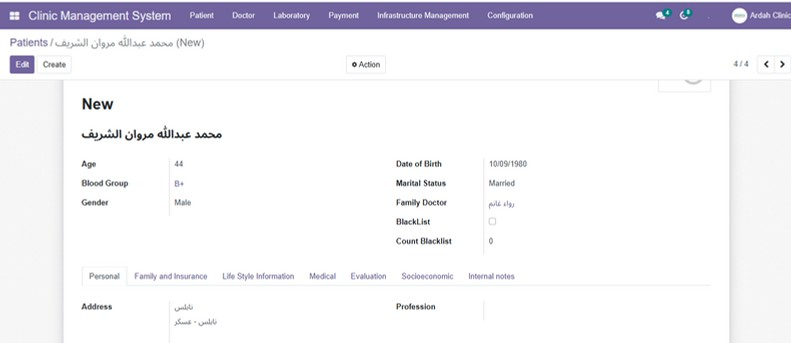 Clinic Management System Patient Doctor Laboratory Payment Infrastructure Management Configuration 4 8 Ardah Clinic
Patients / محمد عبدالله مروان الشريف (New)
Edit Create Action 4 / 4
New
محمد عبدالله مروان الشريف
Age 44 Date of Birth 10/09/1980
Blood Group B+ Marital Status Married
Gender Male Family Doctor رواء غانم
BlackList
Count Blacklist 0
Personal Family and Insurance Life Style Information Medical Evaluation Socioeconomic Internal notes
Address نابلس Profession
نابلس - عسكر